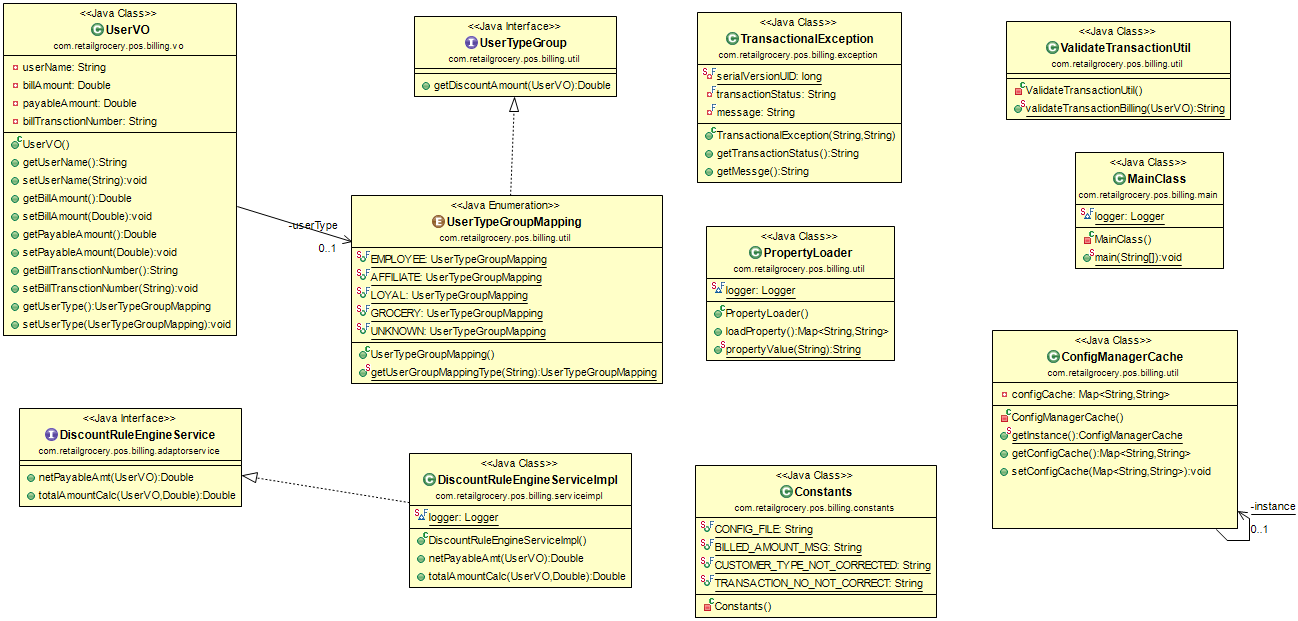 <<Java Class>>
UserVO
com.retailgrocery.pos.billing.vo
userName: String
billAmount: Double
payableAmount: Double
billTransctionNumber: String
UserVO()
getUserName():String
setUserName(String):void
getBillAmount():Double
setBillAmount(Double):void
getPayableAmount():Double
setPayableAmount(Double):void
getBillTransctionNumber():String
setBillTransctionNumber(String):void
getUserType():UserTypeGroupMapping
setUserType(UserTypeGroupMapping):void
-userType
0..1
<<Java Interface>>
UserTypeGroup
com.retailgrocery.pos.billing.util
getDiscountAmount(UserVO):Double
<<Java Enumeration>>
UserTypeGroupMapping
com.retailgrocery.pos.billing.util
EMPLOYEE: UserTypeGroupMapping
AFFILIATE: UserTypeGroupMapping
LOYAL: UserTypeGroupMapping
GROCERY: UserTypeGroupMapping
UNKNOWN: UserTypeGroupMapping
UserTypeGroupMapping()
getUserGroupMappingType(String):UserTypeGroupMapping
<<Java Class>>
TransactionalException
com.retailgrocery.pos.billing.exception
serialVersionUID: long
transactionStatus: String
message: String
TransactionalException(String,String)
getTransactionStatus():String
getMessge():String
<<Java Class>>
ValidateTransactionUtil
com.retailgrocery.pos.billing.util
ValidateTransactionUtil()
validateTransactionBilling(UserVO):String
<<Java Class>>
MainClass
com.retailgrocery.pos.billing.main
logger: Logger
MainClass()
main(String[]):void
<<Java Class>>
PropertyLoader
com.retailgrocery.pos.billing.util
logger: Logger
PropertyLoader()
loadProperty():Map<String,String>
propertyValue(String):String
<<Java Class>>
ConfigManagerCache
com.retailgrocery.pos.billing.util
configCache: Map<String,String>
ConfigManagerCache()
getInstance():ConfigManagerCache
getConfigCache():Map<String,String>
setConfigCache(Map<String,String>):void
-instance
0..1
<<Java Interface>>
DiscountRuleEngineService
com.retailgrocery.pos.billing.adaptorservice
netPayableAmt(UserVO):Double
totalAmountCalc(UserVO,Double):Double
<<Java Class>>
DiscountRuleEngineServiceImpl
com.retailgrocery.pos.billing.serviceimpl
logger: Logger
DiscountRuleEngineServiceImpl()
netPayableAmt(UserVO):Double
totalAmountCalc(UserVO,Double):Double
<<Java Class>>
Constants
com.retailgrocery.pos.billing.constants
CONFIG_FILE: String
BILLED_AMOUNT_MSG: String
CUSTOMER_TYPE_NOT_CORRECTED: String
TRANSACTION_NO_NOT_CORRECT: String
Constants()